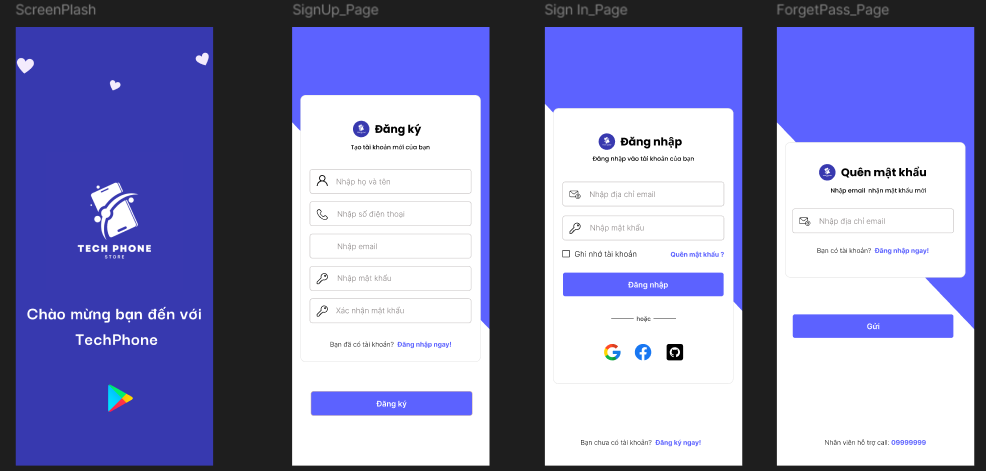 ScreenPlash
TECH PHONE
STORE
Chào mừng bạn đến với
TechPhone
SignUp_Page
Đăng ký
Tạo tài khoản mới của bạn
Nhập họ và tên
Nhập số điện thoại
Nhập email
Nhập mật khẩu
Xác nhận mật khẩu
Bạn đã có tài khoản? Đăng nhập ngay!
Đăng ký
Sign In_Page
Đăng nhập
Đăng nhập vào tài khoản của bạn
Nhập địa chỉ email
Nhập mật khẩu
Ghi nhớ tài khoản
Quên mật khẩu ?
Đăng nhập
hoặc
Bạn chưa có tài khoản? Đăng ký ngay!
ForgetPass_Page
Quên mật khẩu
Nhập email nhận mật khẩu mới
Nhập địa chỉ email
Bạn có tài khoản? Đăng nhập ngay!
Gửi
Nhân viên hỗ trợ call: 09999999